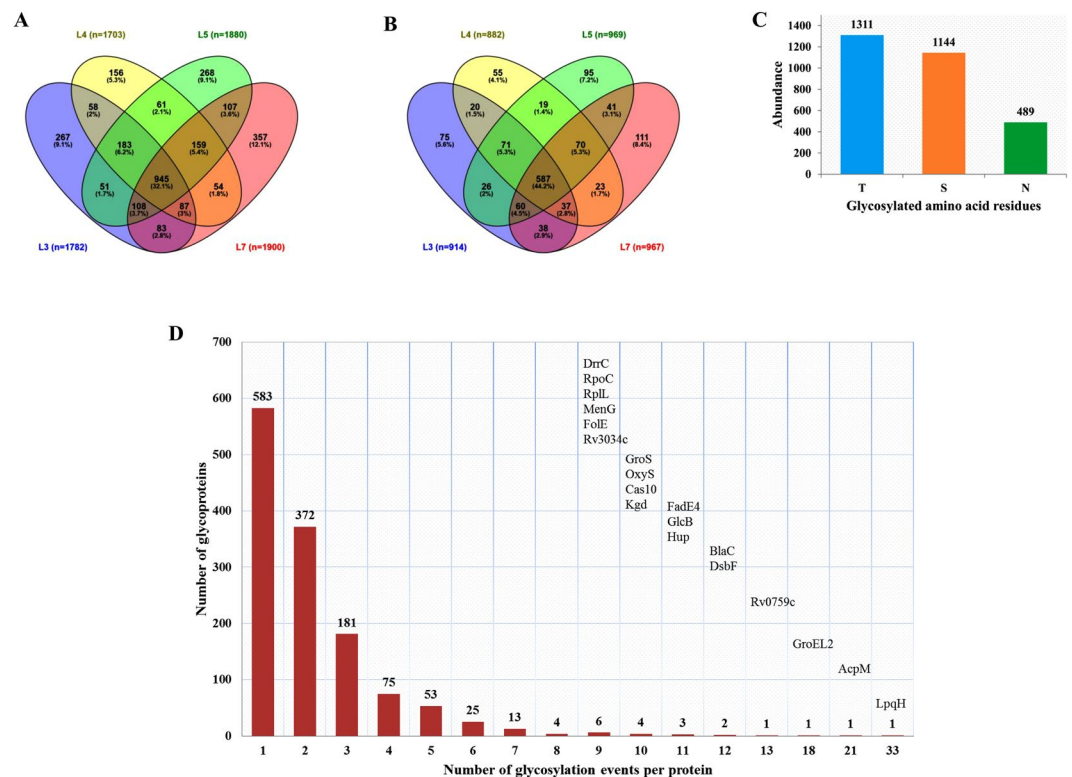 A
L4 (n=1703)
L5 (n=1880)
156
(5.3%)
268
(9.1%)
58
(2%)
61
(2.1%)
107
(3.6%)
267
(9.1%)
183
(6.2%)
159
(5.4%)
357
(12.1%)
945
(32.1%)
51
(1.7%)
54
(1.8%)
108
(3.7%)
87
(3%)
83
(2.8%)
L3 (n=1782)
L7 (n=1900)
B
L4 (n=882)
L5 (n=969)
55
(4.1%)
95
(7.2%)
20
(1.5%)
19
(1.4%)
41
(3.1%)
75
(5.6%)
71
(5.3%)
70
(5.3%)
111
(8.4%)
587
(44.2%)
26
(2%)
23
(1.7%)
60
(4.5%)
37
(2.8%)
38
(2.9%)
L3 (n=914)
L7 (n=967)
C
Abundance
1400
1200
1000
800
600
400
200
0
1311
1144
489
T S N
Glycosylated amino acid residues
D
Number of glycoproteins
700
600
500
400
300
200
100
0
583
372
181
75
53
25
13
4
6
4
3
2
1
1
1
1
DrrC
RpoC
RplL
MenG
FolE
Rv3034c
GroS
OxyS
Cas10
Kgd
FadE4
GlcB
Hup
BlaC
DsbF
Rv0759c
GroEL2
AcpM
LpqH
1 2 3 4 5 6 7 8 9 10 11 12 13 18 21 33
Number of glycosylation events per protein